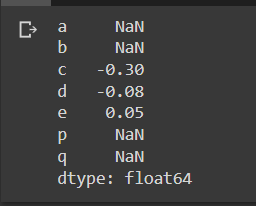 a NaN
b NaN
c -0.30
d -0.08
e 0.05
p NaN
q NaN
dtype: float64